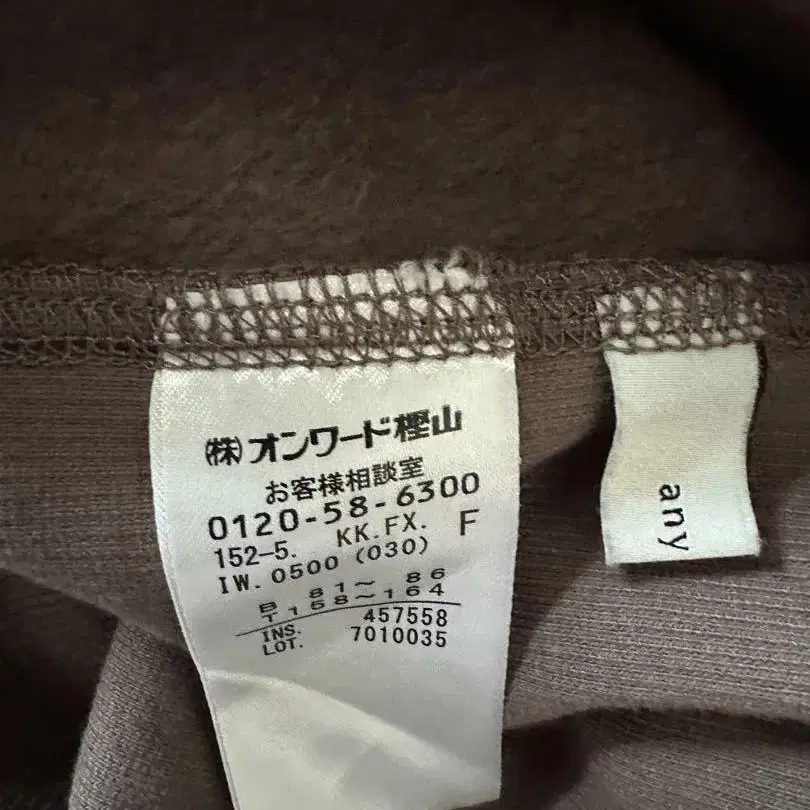 ㈱オンワード樫山
お客様相談室
0120-58-6300
152-5. KK.FX. F
IW. 0500 (030)
B 81～ 86
T 158～164
INS. 457558
LOT. 7010035
any